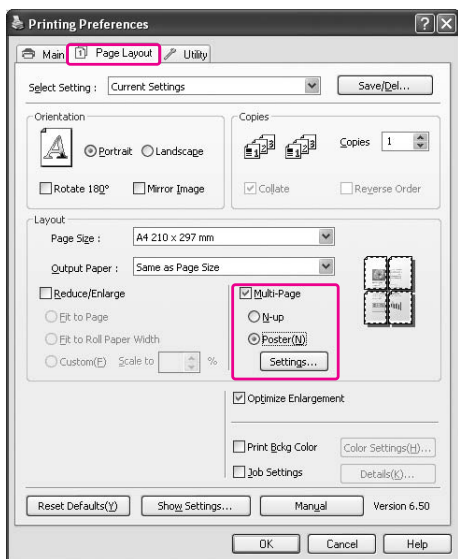 Printing Preferences
Main Page Layout Utility
Select Setting : Current Settings Save/Del...
Orientation
A Portrait Landscape
Rotate 180° Mirror Image
Copies
Copies 1
Collate Reverse Order
Layout
Page Size : A4 210 x 297 mm
Output Paper : Same as Page Size
Reduce/Enlarge
Fit to Page
Fit to Roll Paper Width
Custom(F) Scale to %
Multi-Page
N-up
Poster(N)
Settings...
Optimize Enlargement
Print Bckg Color Color Settings(H)...
Job Settings Details(K)...
Reset Defaults(Y) Show Settings... Manual Version 6.50
OK Cancel Help